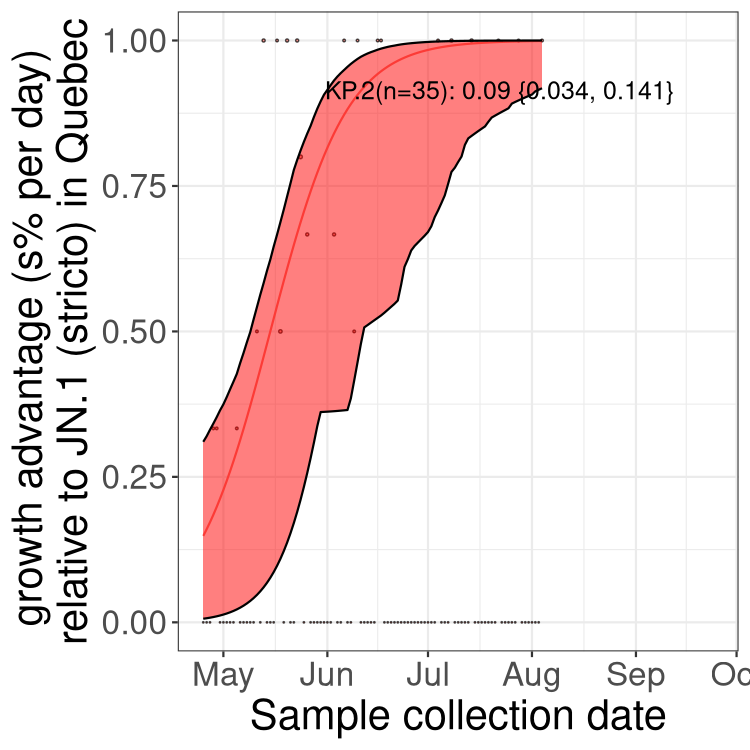 growth advantage (s% per day)
relative to JN.1 (stricto) in Quebec
1.00
0.75
0.50
0.25
0.00
KP.2(n=35): 0.09 {0.034, 0.141}
May Jun Jul Aug Sep Oc
Sample collection date